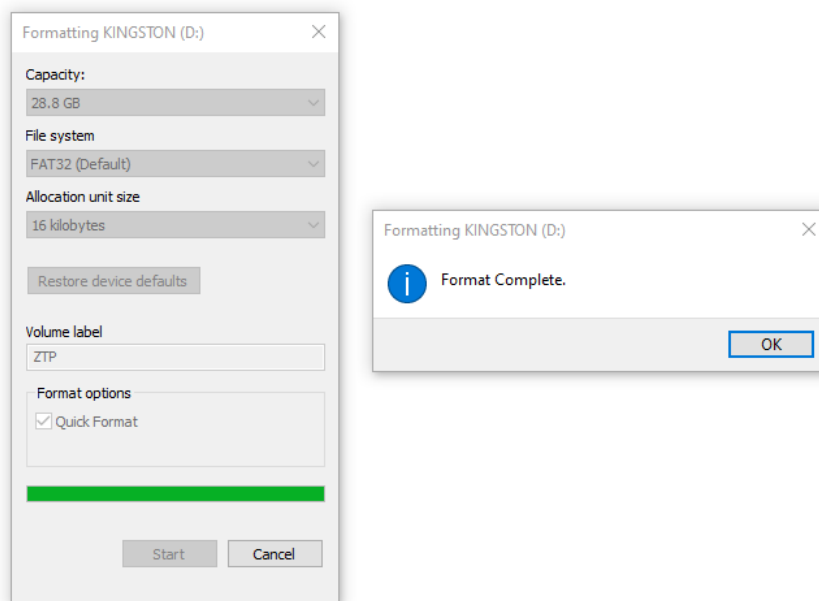 Formatting KINGSTON (D:)
Capacity:
28.8 GB
File system
FAT32 (Default)
Allocation unit size
16 kilobytes
Restore device defaults
Volume label
ZTP
Format options
Quick Format
Start
Cancel
Formatting KINGSTON (D:)
Format Complete.
OK